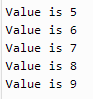 Value is 5
Value is 6
Value is 7
Value is 8
Value is 9